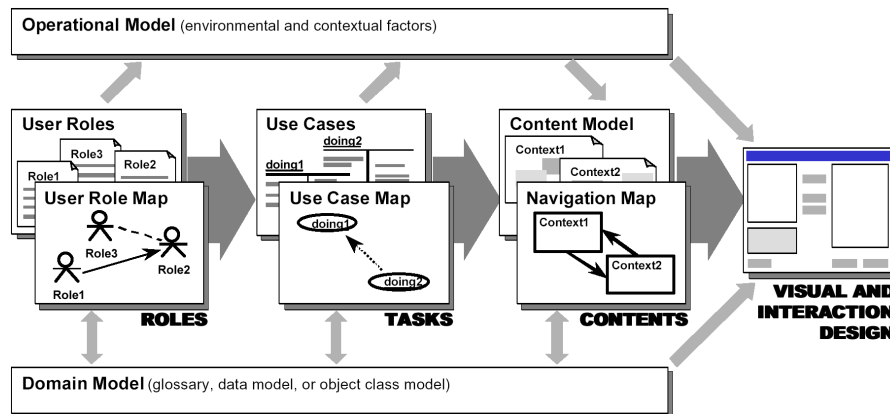 Operational Model (environmental and contextual factors)
User Roles
Role3
Role2
Role1
User Role Map
Role3
Role2
Role1
ROLES
Use Cases
doing2
doing1
Use Case Map
doing1
doing2
TASKS
Content Model
Context1
Context2
Navigation Map
Context1
Context2
CONTENTS
VISUAL AND
INTERACTION
DESIGN
Domain Model (glossary, data model, or object class model)